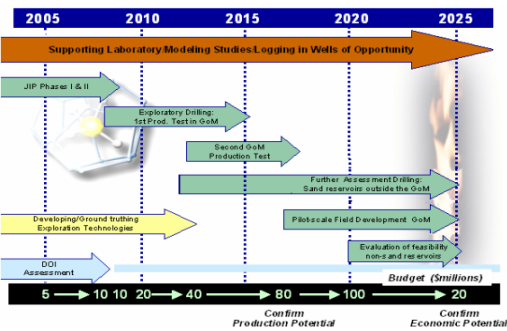 2005 2010 2015 2020 2025
Supporting Laboratory/Modeling Studies/Logging in Wells of Opportunity
JIP Phases I & II
Exploratory Drilling:
1st Prod. Test in GoM
Second GoM
Production Test
Further Assessment Drilling:
Sand reservoirs outside the GoM
Developing/Ground truthing
Exploration Technologies
Pilot-scale Field Development GoM
Evaluation of feasibility
non-sand reservoirs
DOI
Assessment
Budget ($millions)
5 10 10 20 40 80 100 20
Confirm
Production Potential
Confirm
Economic Potential